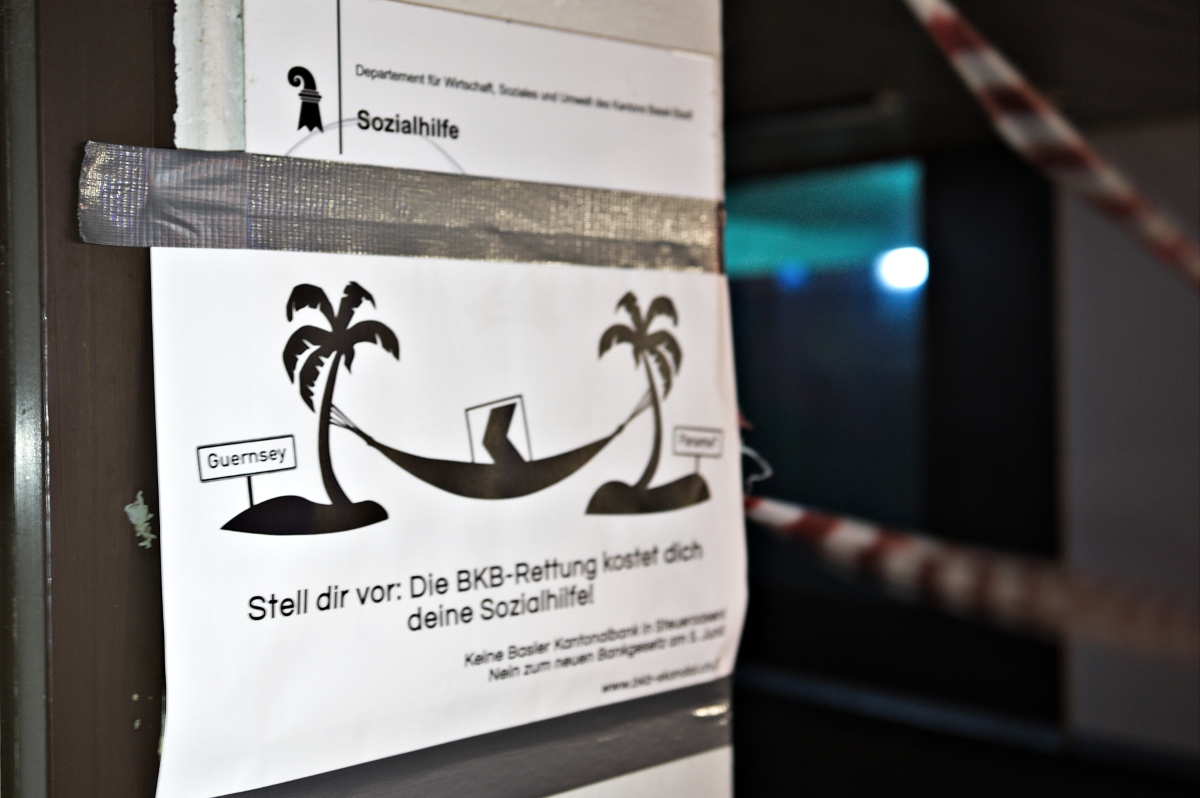 Departement für Wirtschaft, Soziales und Umwelt des Kantons Basel-Stadt
Sozialhilfe
Guernsey
Panama
Stell dir vor: Die BKB-Rettung kostet dich
deine Sozialhilfe!
Keine Basler Kantonalbank in Steueroasen!
Nein zum neuen Bankgesetz am 5. Juni!